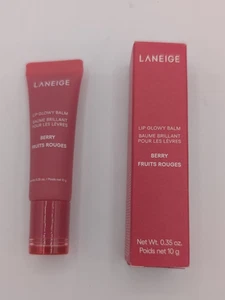 LANEIGE
LIP GLOWY BALM
BAUME BRILLANT
POUR LES LÈVRES
BERRY
FRUITS ROUGES
LANEIGE
LIP GLOWY BALM
BAUME BRILLANT
POUR LES LÈVRES
BERRY
FRUITS ROUGES
Net Wt. 0.35 oz.
Poids net 10 g